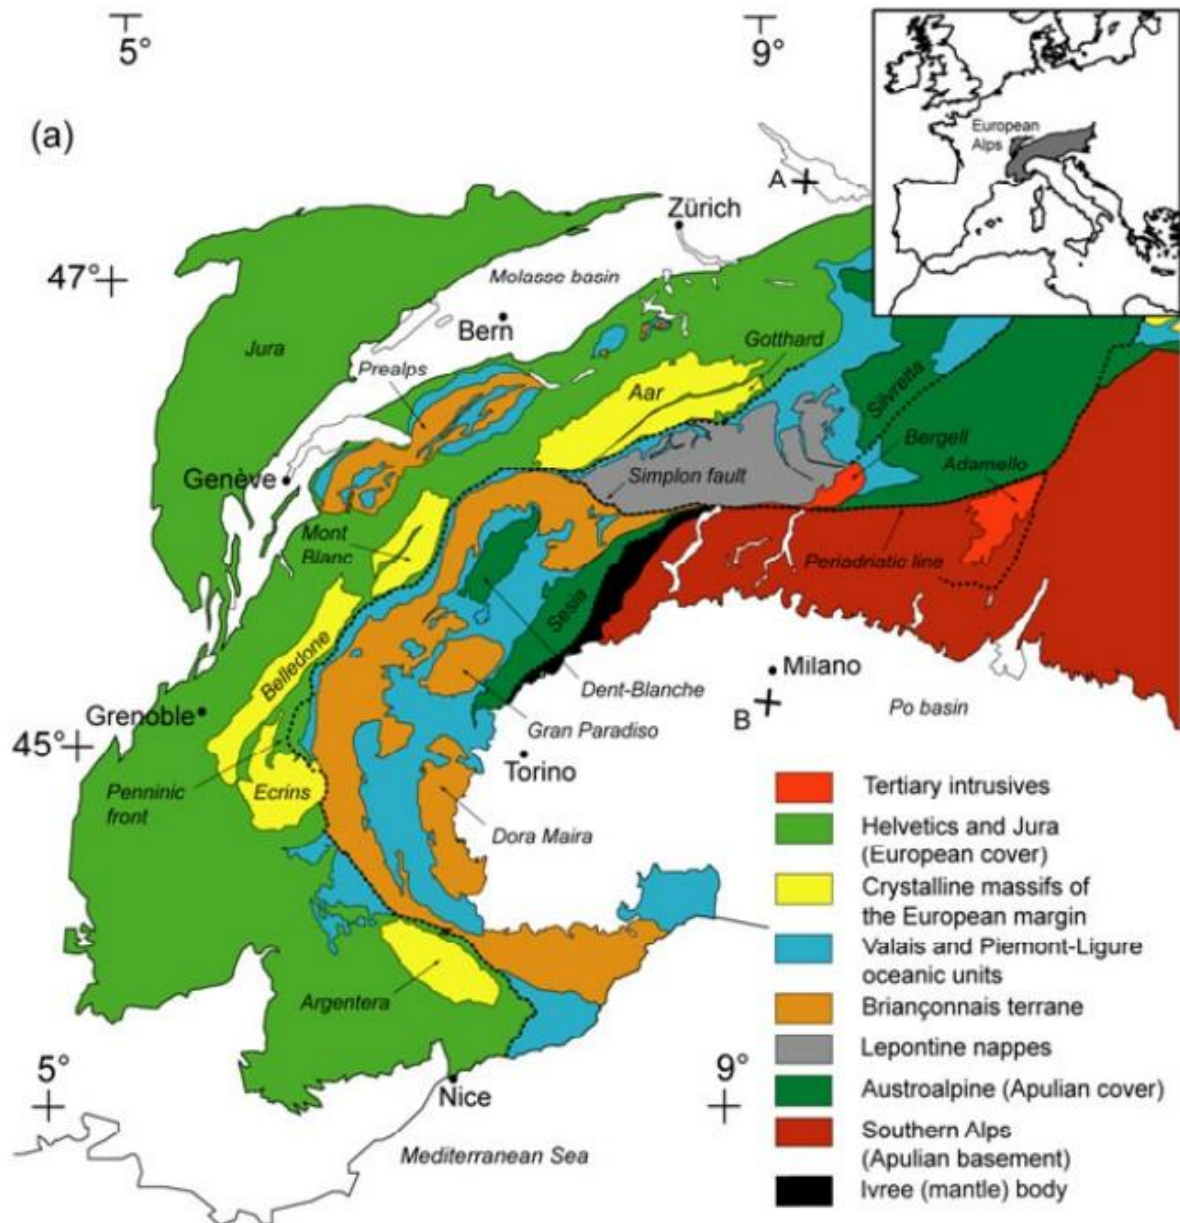 5°
9°
(a)
European
Alps
A
Zürich
47°
Molasse basin
Bern
Jura
Prealps
Gotthard
Aar
Silvretta
Bergell
Adamello
Genève
Simplon fault
Mont
Blanc
Periadriatic line
Sesia
Belledone
Milano
Dent-Blanche
B
Po basin
Grenoble
Gran Paradiso
45°
Torino
Penninic
front
Ecrins
Dora Maira
Argentera
5°
9°
Nice
Mediterranean Sea
Tertiary intrusives
Helvetics and Jura
(European cover)
Crystalline massifs of
the European margin
Valais and Piemont-Ligure
oceanic units
Briançonnais terrane
Lepontine nappes
Austroalpine (Apulian cover)
Southern Alps
(Apulian basement)
Ivree (mantle) body